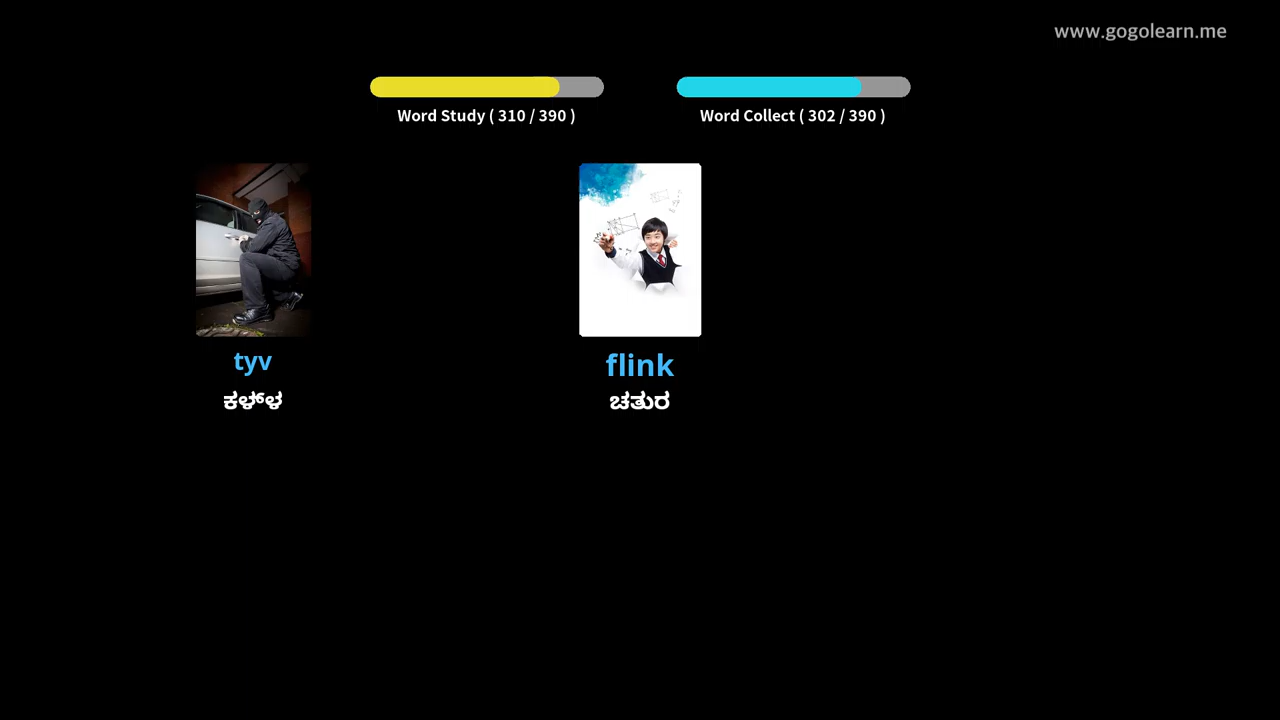 www.gogolearn.me
Word Study ( 310 / 390 )
Word Collect ( 302 / 390 )
tyv
flink
ಕಳ್ಳ
ಚತುರ